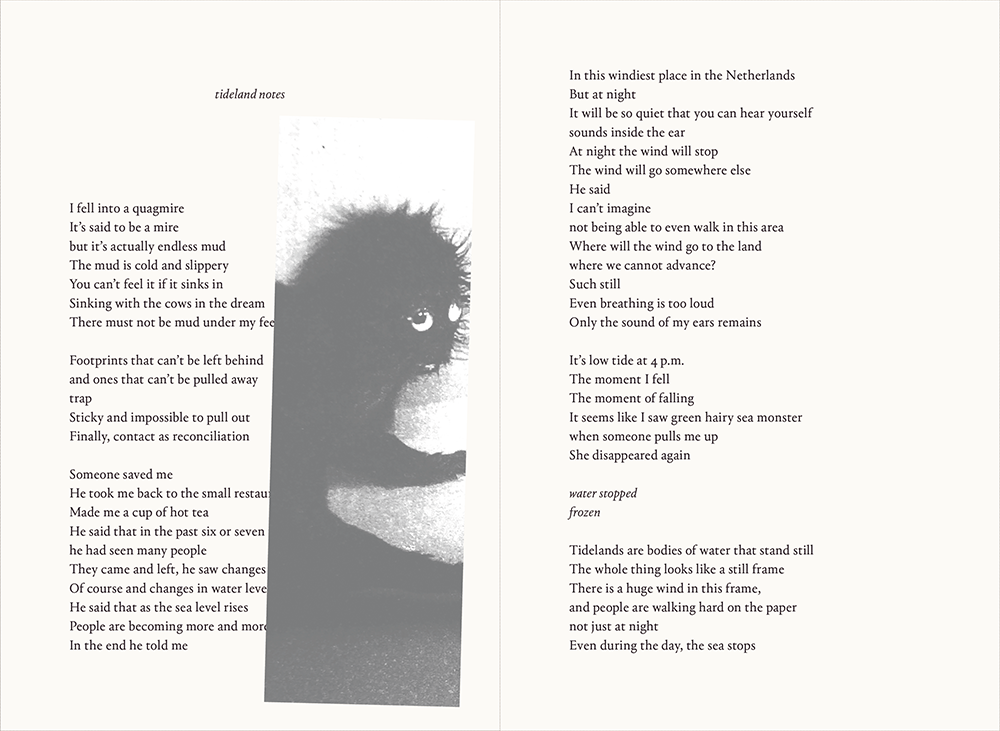 tideland notes
I fell into a quagmire
It's said to be a mire
but it's actually endless mud
The mud is cold and slippery
You can't feel it if it sinks in
Sinking with the cows in the dream
There must not be mud under my fee
Footprints that can't be left behind
and ones that can't be pulled away
trap
Sticky and impossible to pull out
Finally, contact as reconciliation
Someone saved me
He took me back to the small restau
Made me a cup of hot tea
He said that in the past six or seven
he had seen many people
They came and left, he saw changes
Of course and changes in water leve
He said that as the sea level rises
People are becoming more and more
In the end he told me
In this windiest place in the Netherlands
But at night
It will be so quiet that you can hear yourself
sounds inside the ear
At night the wind will stop
The wind will go somewhere else
He said
I can't imagine
not being able to even walk in this area
Where will the wind go to the land
where we cannot advance?
Such still
Even breathing is too loud
Only the sound of my ears remains
It's low tide at 4 p.m.
The moment I fell
The moment of falling
It seems like I saw green hairy sea monster
when someone pulls me up
She disappeared again
water stopped
frozen
Tidelands are bodies of water that stand still
The whole thing looks like a still frame
There is a huge wind in this frame,
and people are walking hard on the paper
not just at night
Even during the day, the sea stops